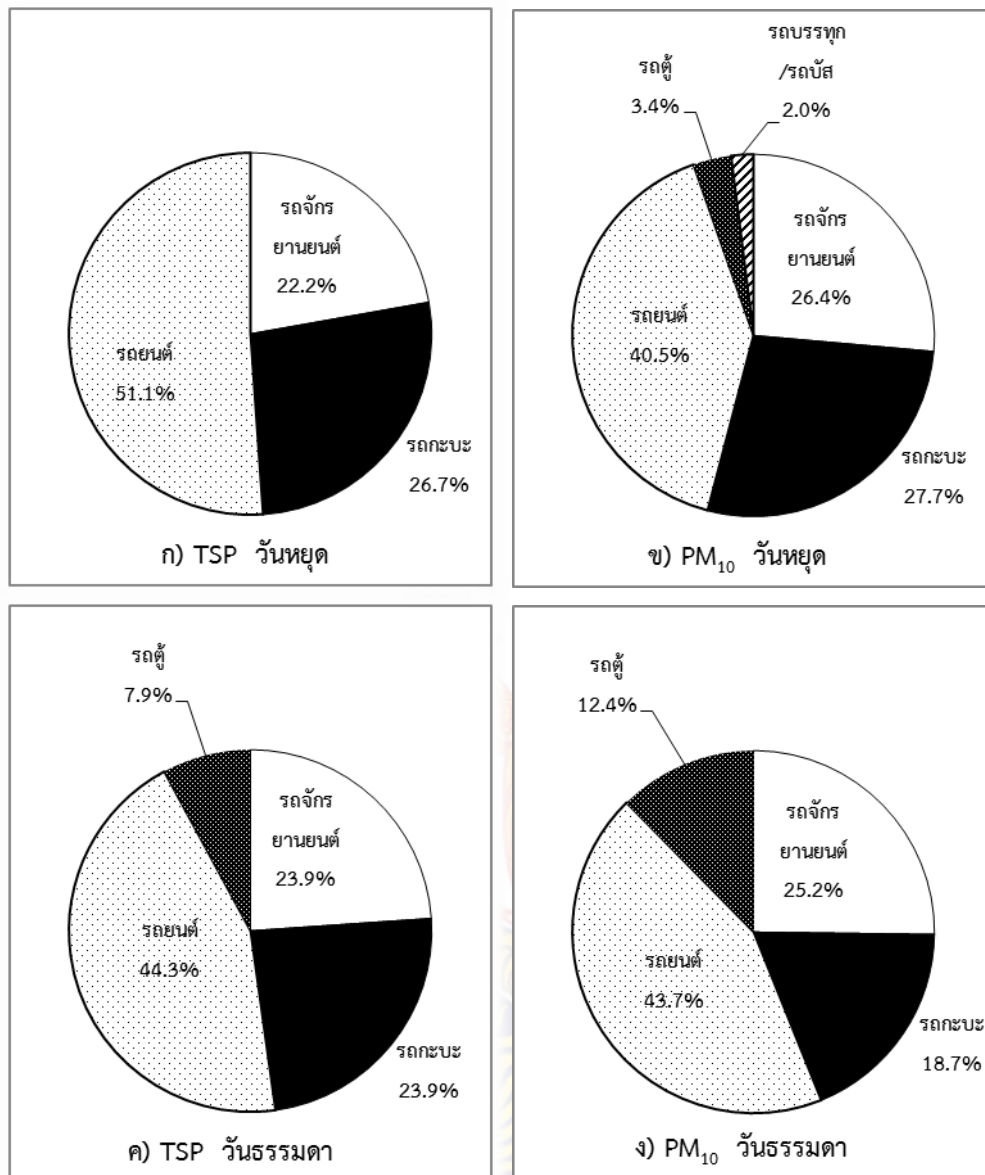 รถจักร
ยานยนต์
22.2%
รถยนต์
51.1%
รถกะบะ
26.7%
ก) TSP วันหยุด
รถบรรทุก
/รถบัส
2.0%
รถตู้
3.4%
รถจักร
ยานยนต์
26.4%
รถยนต์
40.5%
รถกะบะ
27.7%
ข) PM₁₀ วันหยุด
รถตู้
7.9%
รถจักร
ยานยนต์
23.9%
รถยนต์
44.3%
รถกะบะ
23.9%
ค) TSP วันธรรมดา
รถตู้
12.4%
รถจักร
ยานยนต์
25.2%
รถยนต์
43.7%
รถกะบะ
18.7%
ง) PM₁₀ วันธรรมดา